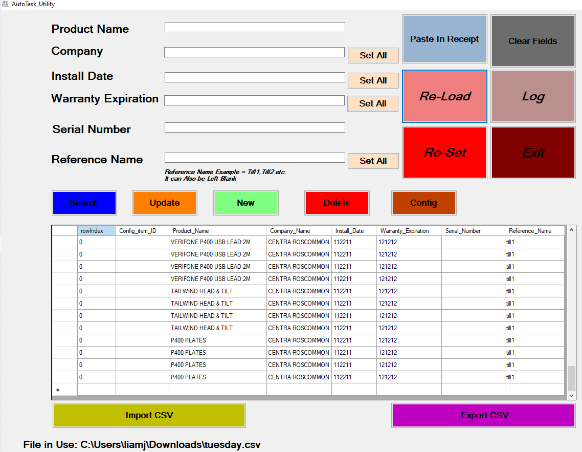 AutoTask_Utility
Product Name
Company
Set All
Install Date
Set All
Warranty Expiration
Set All
Serial Number
Reference Name
Set All
Reference Name Example = Till1,Till2 etc.
It can Also be Left Blank
Paste In Receipt
Clear Fields
Re-Load
Log
Re-Set
Exit
Select
Update
New
Delete
Config
rowIndex Config_item_ID Product_Name Company_Name Install_Date Warranty_Expiration Serial_Number Reference_Name
0 VERIFONE P400 USB LEAD 2M CENTRA ROSCOMMON 112211 121212 till1
0 VERIFONE P400 USB LEAD 2M CENTRA ROSCOMMON 112211 121212 till1
0 VERIFONE P400 USB LEAD 2M CENTRA ROSCOMMON 112211 121212 till1
0 VERIFONE P400 USB LEAD 2M CENTRA ROSCOMMON 112211 121212 till1
0 TAILWIND HEAD & TILT CENTRA ROSCOMMON 112211 121212 till1
0 TAILWIND HEAD & TILT CENTRA ROSCOMMON 112211 121212 till1
0 TAILWIND HEAD & TILT CENTRA ROSCOMMON 112211 121212 till1
0 TAILWIND HEAD & TILT CENTRA ROSCOMMON 112211 121212 till1
0 P400 PLATES CENTRA ROSCOMMON 112211 121212 till1
0 P400 PLATES CENTRA ROSCOMMON 112211 121212 till1
0 P400 PLATES CENTRA ROSCOMMON 112211 121212 till1
0 P400 PLATES CENTRA ROSCOMMON 112211 121212 till1
*
Import CSV
Export CSV
File in Use: C:\Users\liamj\Downloads\tuesday.csv